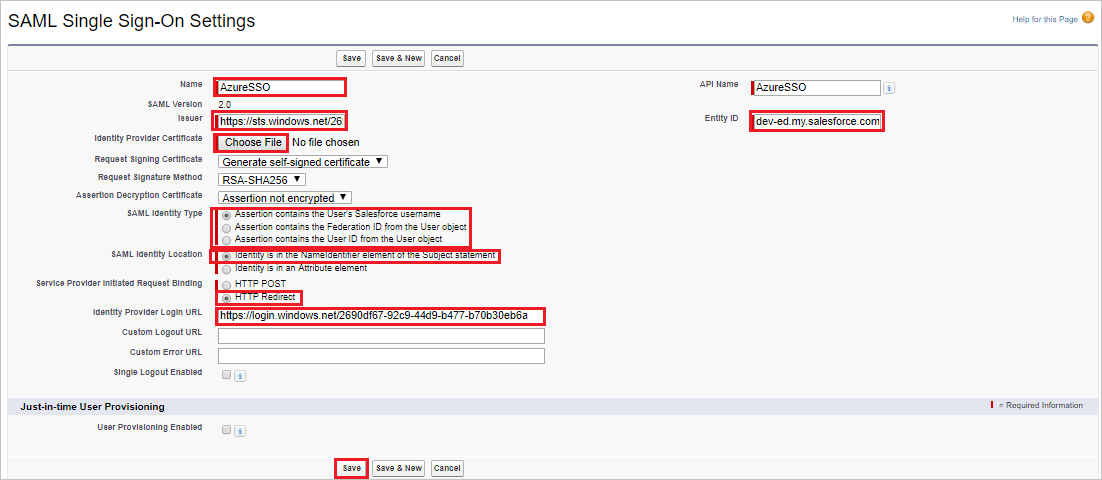 SAML Single Sign-On Settings
Help for this Page ?
Save Save & New Cancel
Name AzureSSO API Name AzureSSO i
SAML Version 2.0
Issuer https://sts.windows.net/26 Entity ID dev-ed.my.salesforce.com
Identity Provider Certificate Choose File No file chosen
Request Signing Certificate Generate self-signed certificate
Request Signature Method RSA-SHA256
Assertion Decryption Certificate Assertion not encrypted
SAML Identity Type Assertion contains the User's Salesforce username
Assertion contains the Federation ID from the User object
Assertion contains the User ID from the User object
SAML Identity Location Identity is in the NameIdentifier element of the Subject statement
Identity is in an Attribute element
Service Provider Initiated Request Binding HTTP POST
HTTP Redirect
Identity Provider Login URL https://login.windows.net/2690df67-92c9-44d9-b477-b70b30eb6a
Custom Logout URL
Custom Error URL
Single Logout Enabled i
Just-in-time User Provisioning = Required Information
User Provisioning Enabled i
Save Save & New Cancel